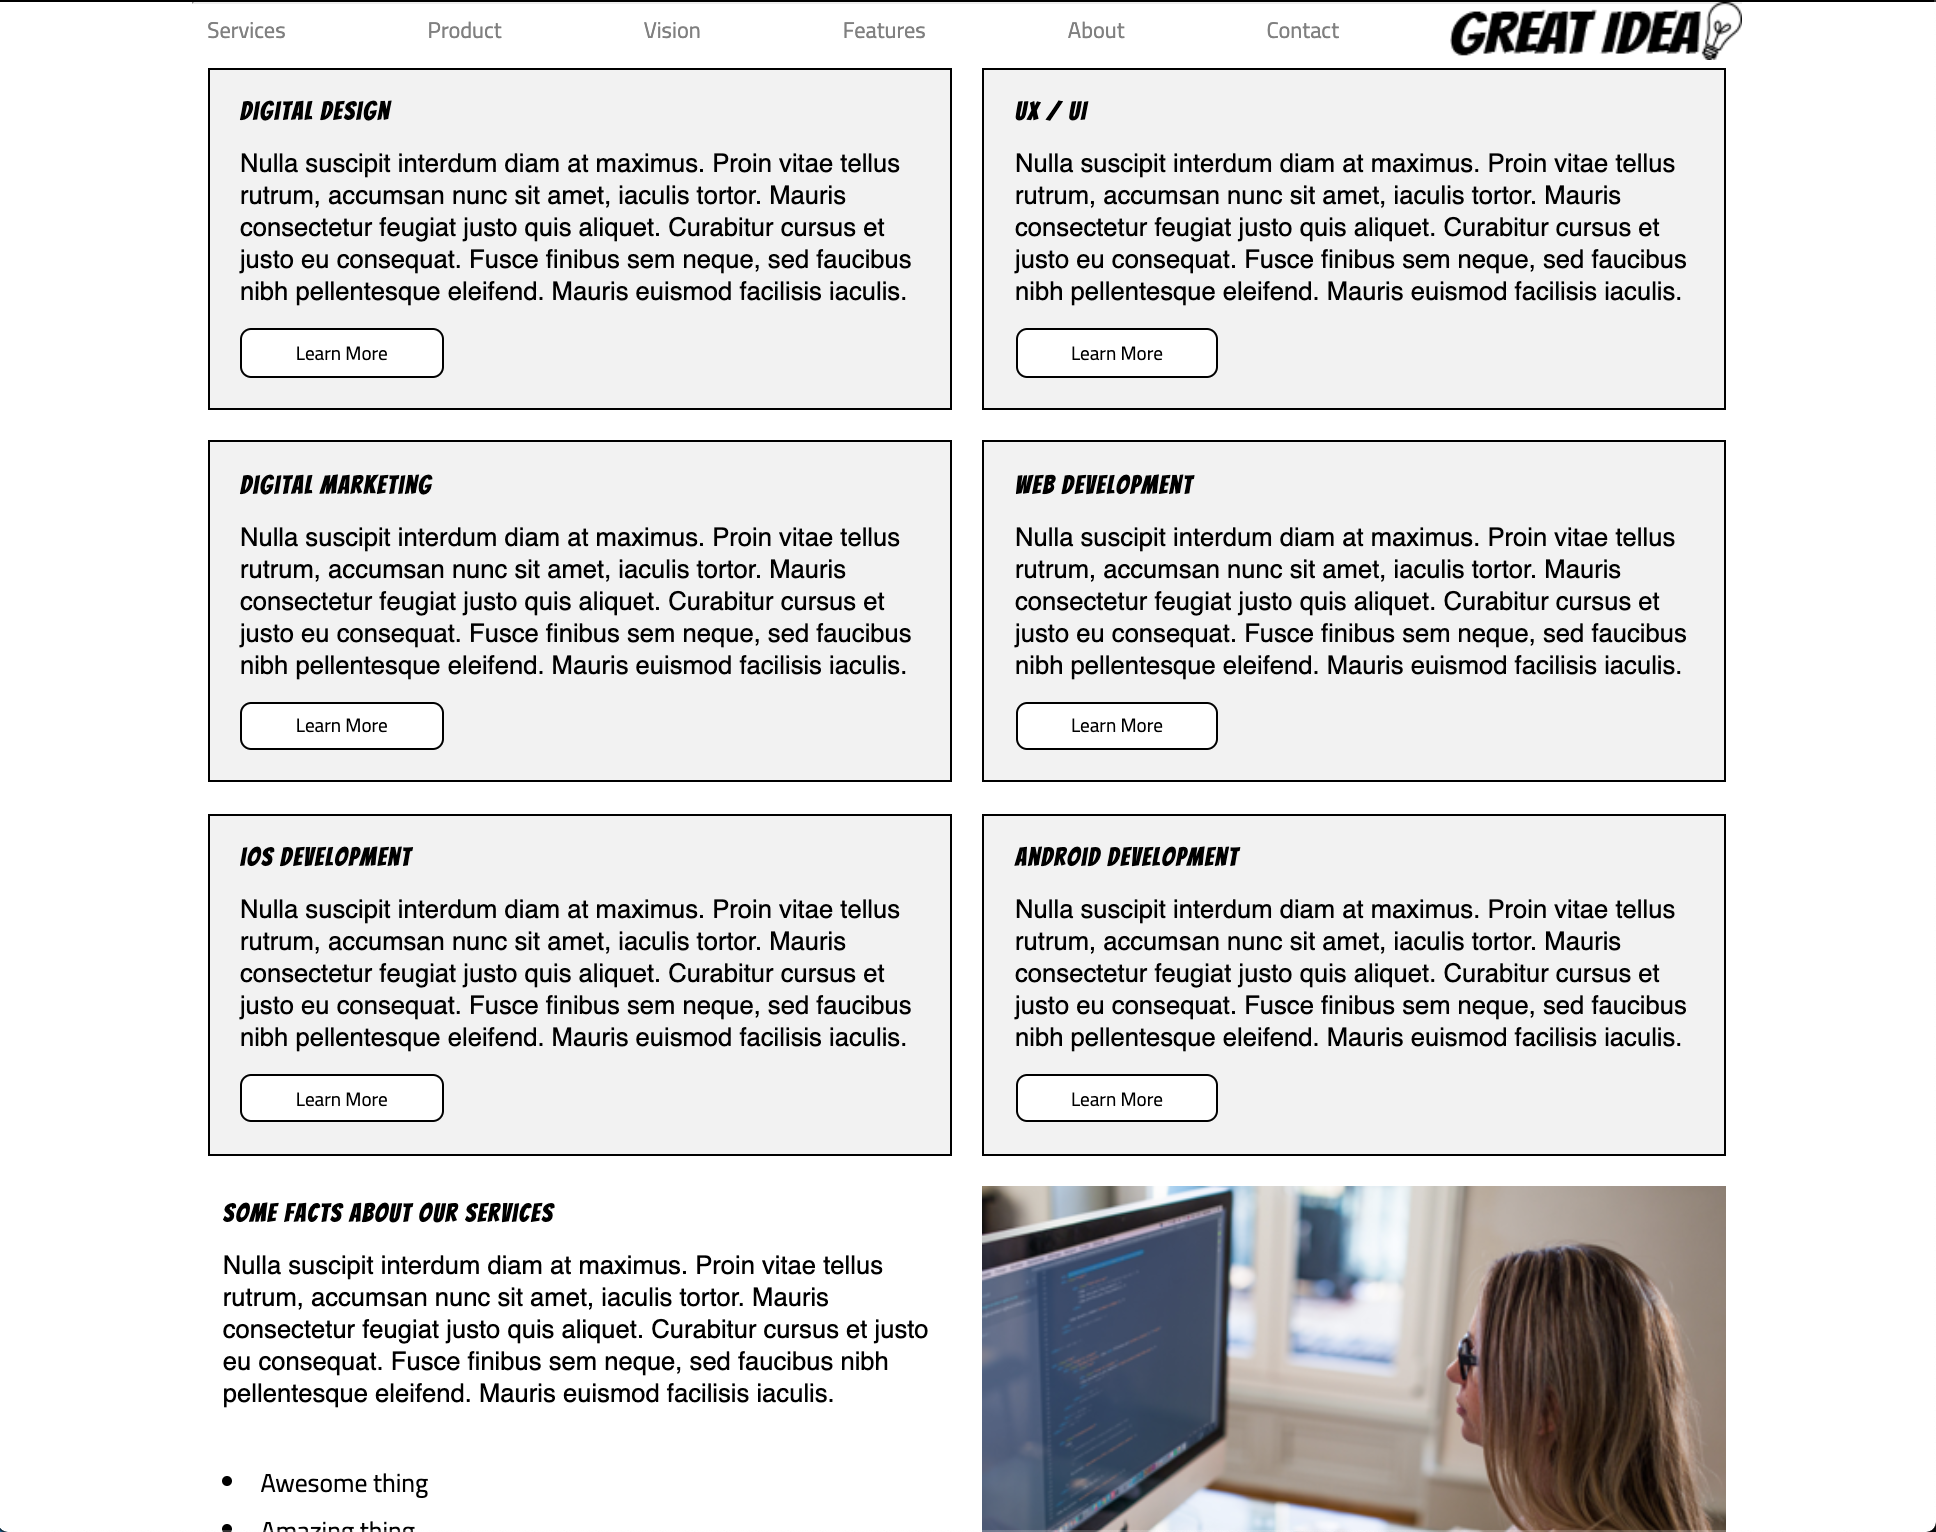 Services Product Vision Features About Contact GREAT IDEA
DIGITAL DESIGN
Nulla suscipit interdum diam at maximus. Proin vitae tellus
rutrum, accumsan nunc sit amet, iaculis tortor. Mauris
consectetur feugiat justo quis aliquet. Curabitur cursus et
justo eu consequat. Fusce finibus sem neque, sed faucibus
nibh pellentesque eleifend. Mauris euismod facilisis iaculis.
Learn More
UX / UI
Nulla suscipit interdum diam at maximus. Proin vitae tellus
rutrum, accumsan nunc sit amet, iaculis tortor. Mauris
consectetur feugiat justo quis aliquet. Curabitur cursus et
justo eu consequat. Fusce finibus sem neque, sed faucibus
nibh pellentesque eleifend. Mauris euismod facilisis iaculis.
Learn More
DIGITAL MARKETING
Nulla suscipit interdum diam at maximus. Proin vitae tellus
rutrum, accumsan nunc sit amet, iaculis tortor. Mauris
consectetur feugiat justo quis aliquet. Curabitur cursus et
justo eu consequat. Fusce finibus sem neque, sed faucibus
nibh pellentesque eleifend. Mauris euismod facilisis iaculis.
Learn More
WEB DEVELOPMENT
Nulla suscipit interdum diam at maximus. Proin vitae tellus
rutrum, accumsan nunc sit amet, iaculis tortor. Mauris
consectetur feugiat justo quis aliquet. Curabitur cursus et
justo eu consequat. Fusce finibus sem neque, sed faucibus
nibh pellentesque eleifend. Mauris euismod facilisis iaculis.
Learn More
IOS DEVELOPMENT
Nulla suscipit interdum diam at maximus. Proin vitae tellus
rutrum, accumsan nunc sit amet, iaculis tortor. Mauris
consectetur feugiat justo quis aliquet. Curabitur cursus et
justo eu consequat. Fusce finibus sem neque, sed faucibus
nibh pellentesque eleifend. Mauris euismod facilisis iaculis.
Learn More
ANDROID DEVELOPMENT
Nulla suscipit interdum diam at maximus. Proin vitae tellus
rutrum, accumsan nunc sit amet, iaculis tortor. Mauris
consectetur feugiat justo quis aliquet. Curabitur cursus et
justo eu consequat. Fusce finibus sem neque, sed faucibus
nibh pellentesque eleifend. Mauris euismod facilisis iaculis.
Learn More
SOME FACTS ABOUT OUR SERVICES
Nulla suscipit interdum diam at maximus. Proin vitae tellus
rutrum, accumsan nunc sit amet, iaculis tortor. Mauris
consectetur feugiat justo quis aliquet. Curabitur cursus et justo
eu consequat. Fusce finibus sem neque, sed faucibus nibh
pellentesque eleifend. Mauris euismod facilisis iaculis.
• Awesome thing
• Amazing thing